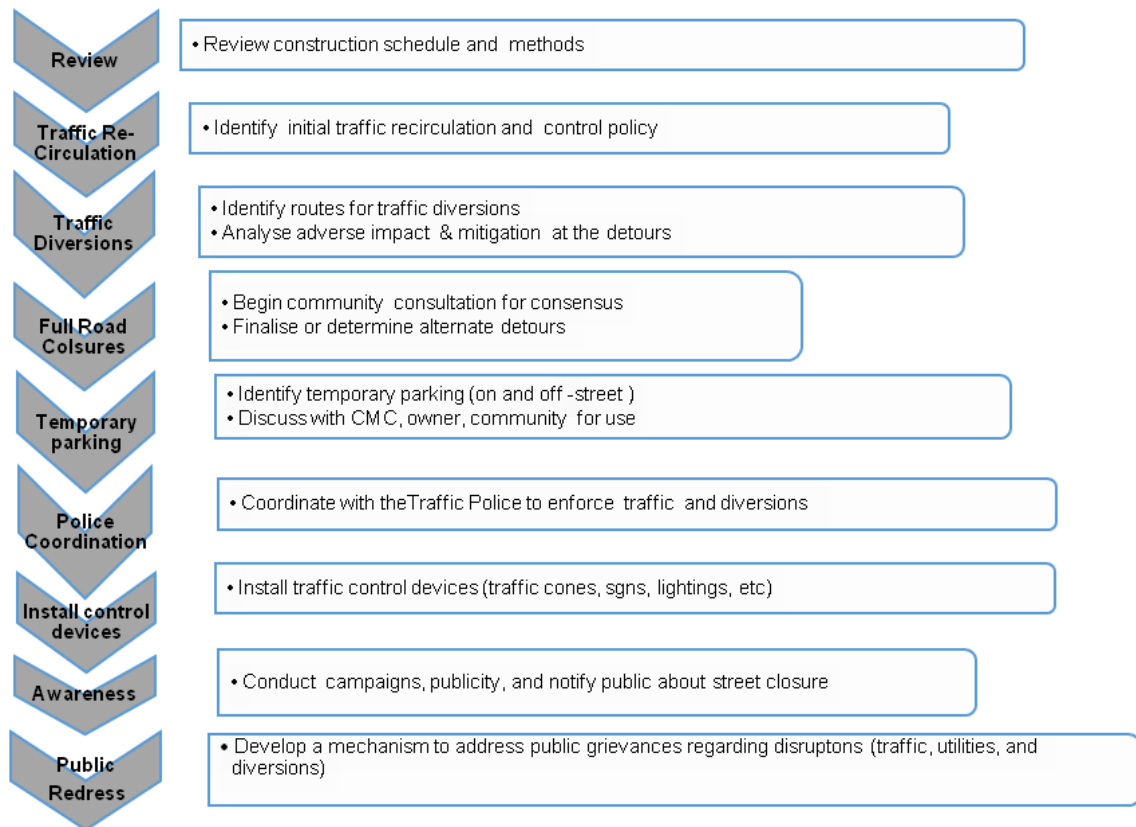 Review
• Review construction schedule and methods
Traffic Re-
Circulation
• Identify initial traffic recirculation and control policy
Traffic
Diversions
• Identify routes for traffic diversions
• Analyse adverse impact & mitigation at the detours
Full Road
Colsures
• Begin community consultation for consensus
• Finalise or determine alternate detours
Temporary
parking
• Identify temporary parking (on and off -street )
• Discuss with CMC, owner, community for use
Police
Coordination
• Coordinate with theTraffic Police to enforce traffic and diversions
Install control
devices
• Install traffic control devices (traffic cones, sgns, lightings, etc)
Awareness
• Conduct campaigns, publicity, and notify public about street closure
Public
Redress
• Develop a mechanism to address public grievances regarding disruptons (traffic, utilities, and
diversions)